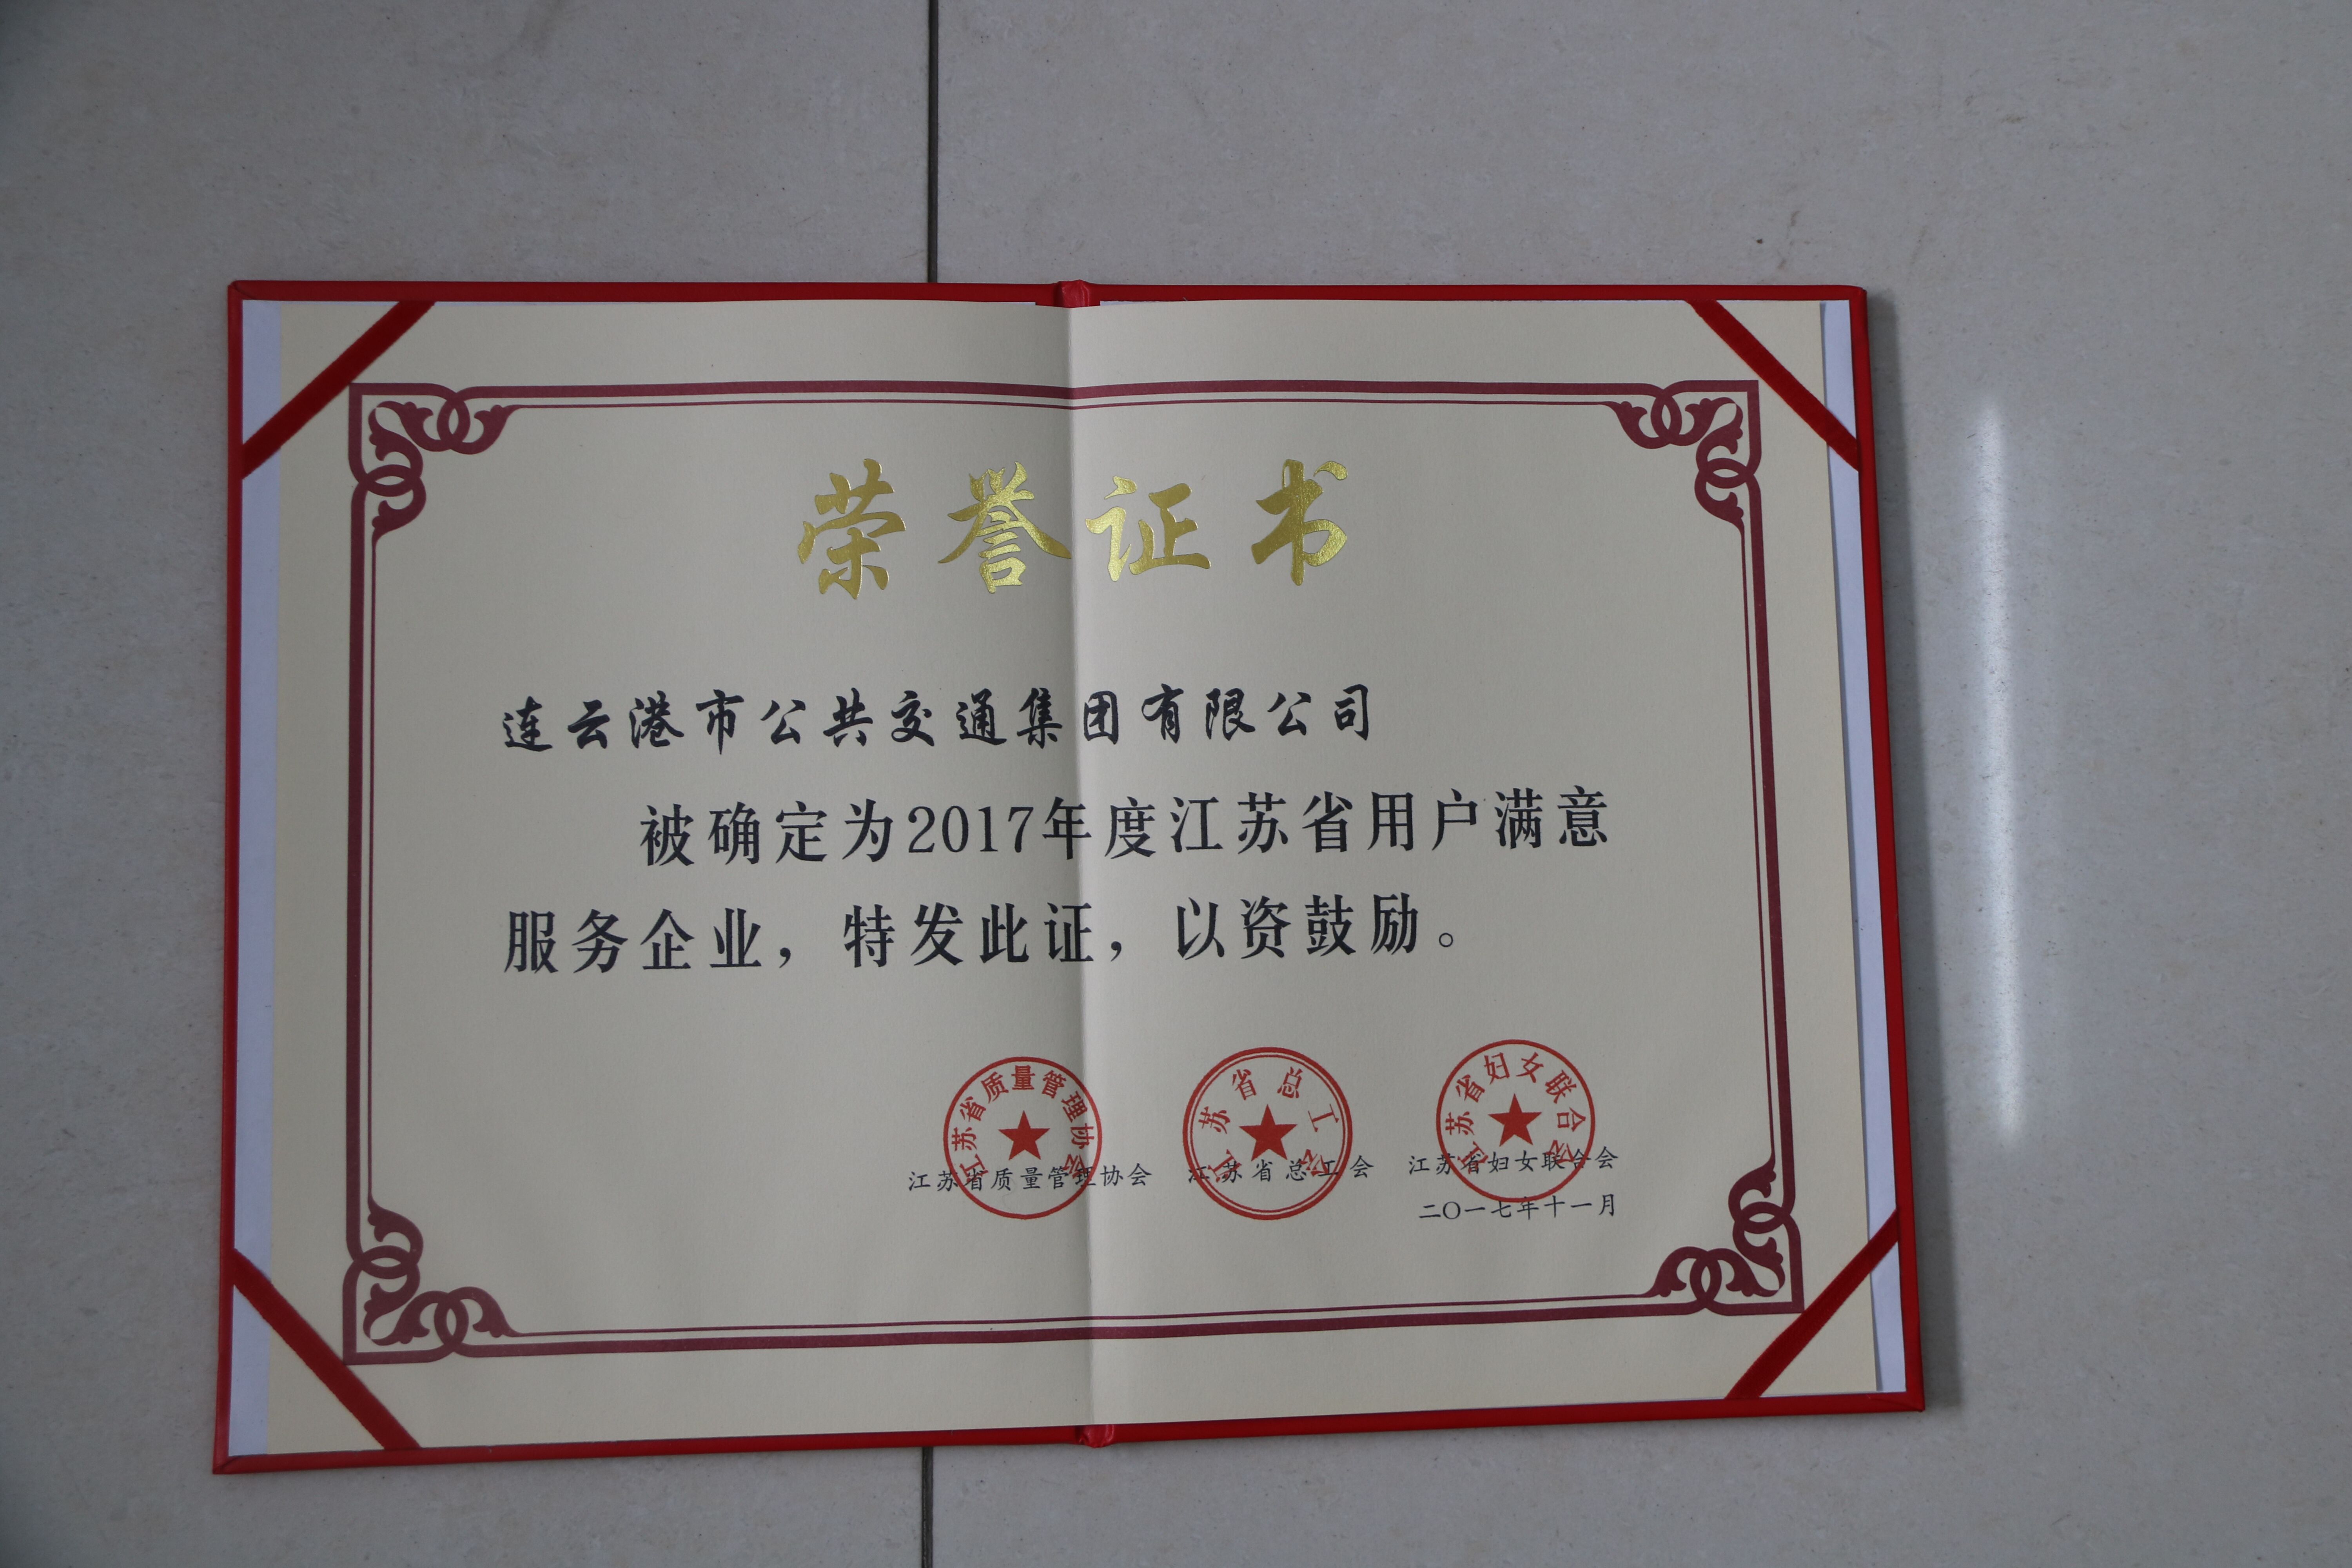 荣誉证书
连云港市公共交通集团有限公司
被确定为2017年度江苏省用户满意
服务企业，特发此证，以资鼓励。
江苏省质量管理协会
江苏省总工会
江苏省妇女联合会
江苏省质量管理协会 江苏省总工会 江苏省妇女联合会
二〇一七年十一月